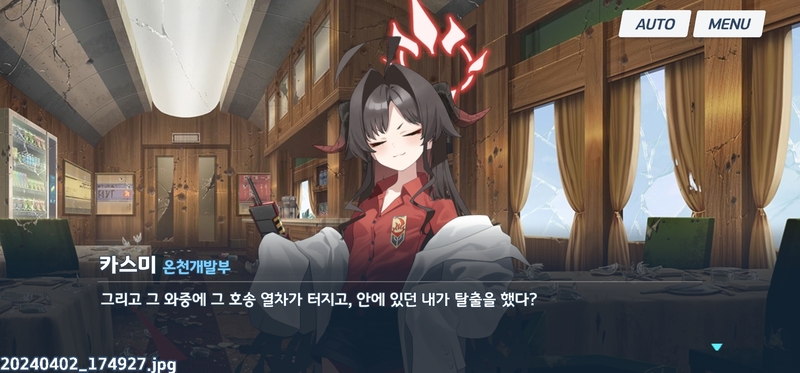 AUTO
MENU
카스미 온천개발부
그리고 그 와중에 그 호송 열차가 터지고, 안에 있던 내가 탈출을 했다?
20240402_174927.jpg